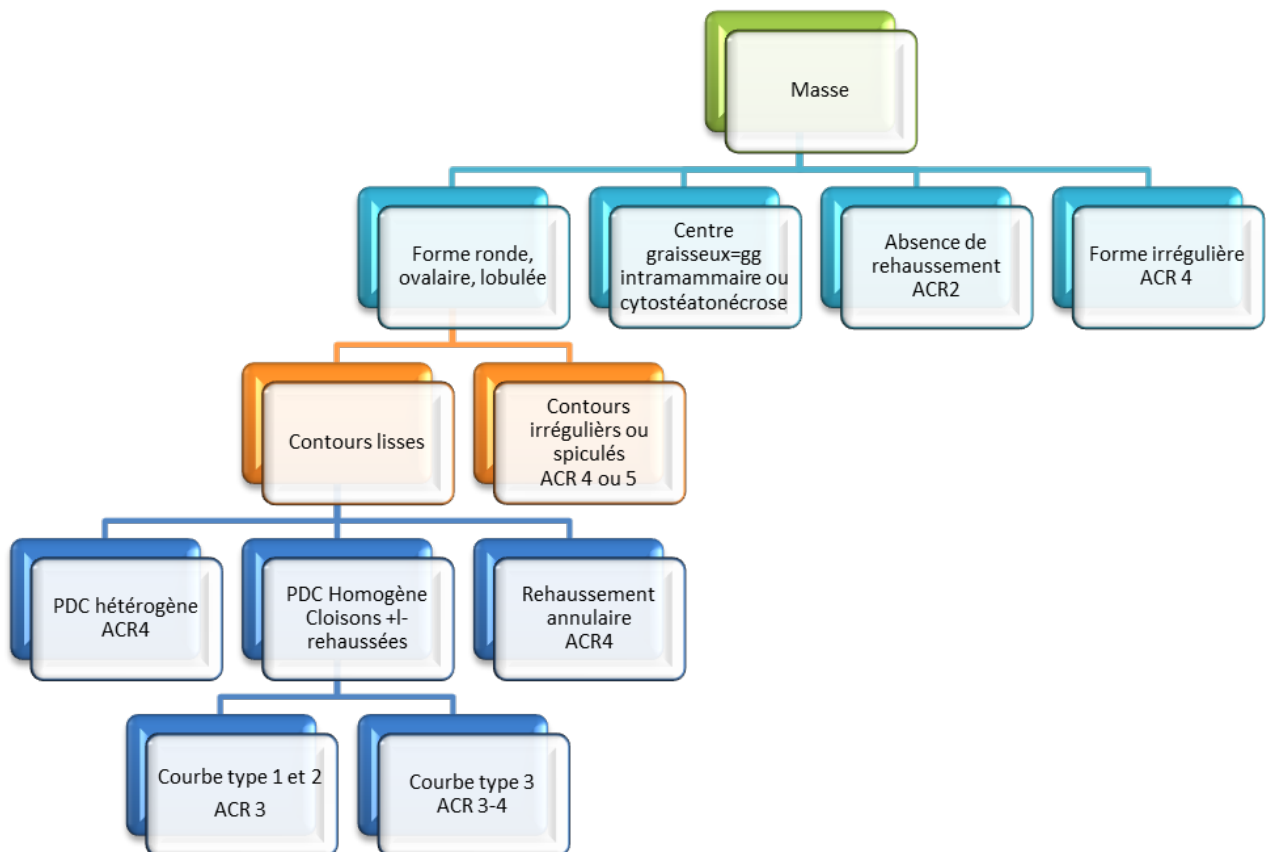 Masse
Forme ronde,
ovalaire, lobulée
Centre
graisseux=gg
intramammaire ou
cytostéatonécrose
Absence de
rehaussement
ACR2
Forme irrégulière
ACR 4
Contours lisses
Contours
irrégulièrs ou
spiculés
ACR 4 ou 5
PDC hétérogène
ACR4
PDC Homogène
Cloisons +l-
rehaussées
Rehaussement
annulaire
ACR4
Courbe type 1 et 2
ACR 3
Courbe type 3
ACR 3-4